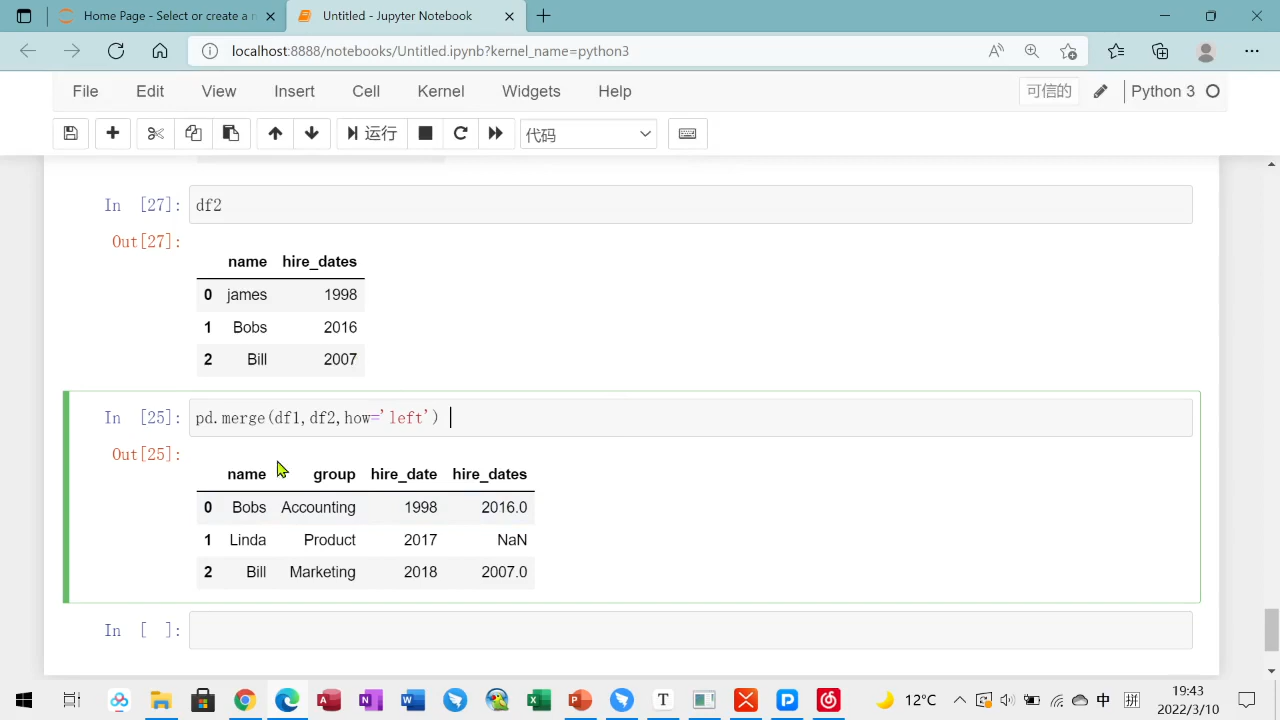 Home Page - Select or create a n
Untitled - Jupyter Notebook
localhost:8888/notebooks/Untitled.ipynb?kernel_name=python3
File Edit View Insert Cell Kernel Widgets Help 可信的 Python 3
运行 代码
In [27]: df2
Out[27]:
name hire_dates
0 james 1998
1 Bobs 2016
2 Bill 2007
In [25]: pd.merge(df1,df2,how='left')
Out[25]:
name group hire_date hire_dates
0 Bobs Accounting 1998 2016.0
1 Linda Product 2017 NaN
2 Bill Marketing 2018 2007.0
In [ ]:
12°C 中 拼 19:43
2022/3/10